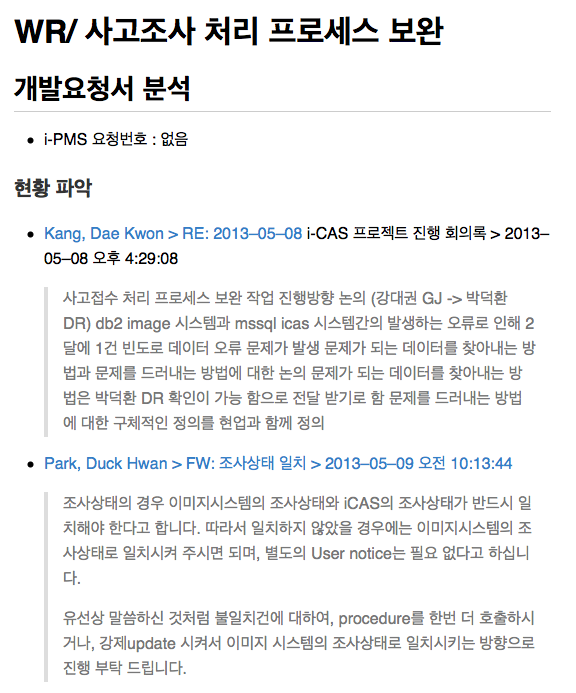 WR/ 사고조사 처리 프로세스 보완
개발요청서 분석
i-PMS 요청번호 : 없음
현황 파악
Kang, Dae Kwon > RE: 2013–05–08 i-CAS 프로젝트 진행 회의록 > 2013–
05–08 오후 4:29:08
사고접수 처리 프로세스 보완 작업 진행방향 논의 (강대권 GJ -> 박덕환
DR) db2 image 시스템과 mssql icas 시스템간의 발생하는 오류로 인해 2
달에 1건 빈도로 데이터 오류 문제가 발생 문제가 되는 데이터를 찾아내는 방
법과 문제를 드러내는 방법에 대한 논의 문제가 되는 데이터를 찾아내는 방
법은 박덕환 DR 확인이 가능 함으로 전달 받기로 함 문제를 드러내는 방법
에 대한 구체적인 정의를 현업과 함께 정의
Park, Duck Hwan > FW: 조사상태 일치 > 2013–05–09 오전 10:13:44
조사상태의 경우 이미지시스템의 조사상태와 iCAS의 조사상태가 반드시 일
치해야 한다고 합니다. 따라서 일치하지 않았을 경우에는 이미지시스템의 조
사상태로 일치시켜 주시면 되며, 별도의 User notice는 필요 없다고 하십니
다.
유선상 말씀하신 것처럼 불일치건에 대하여, procedure를 한번 더 호출하시
거나, 강제update 시켜서 이미지 시스템의 조사상태로 일치시키는 방향으로
진행 부탁 드립니다.